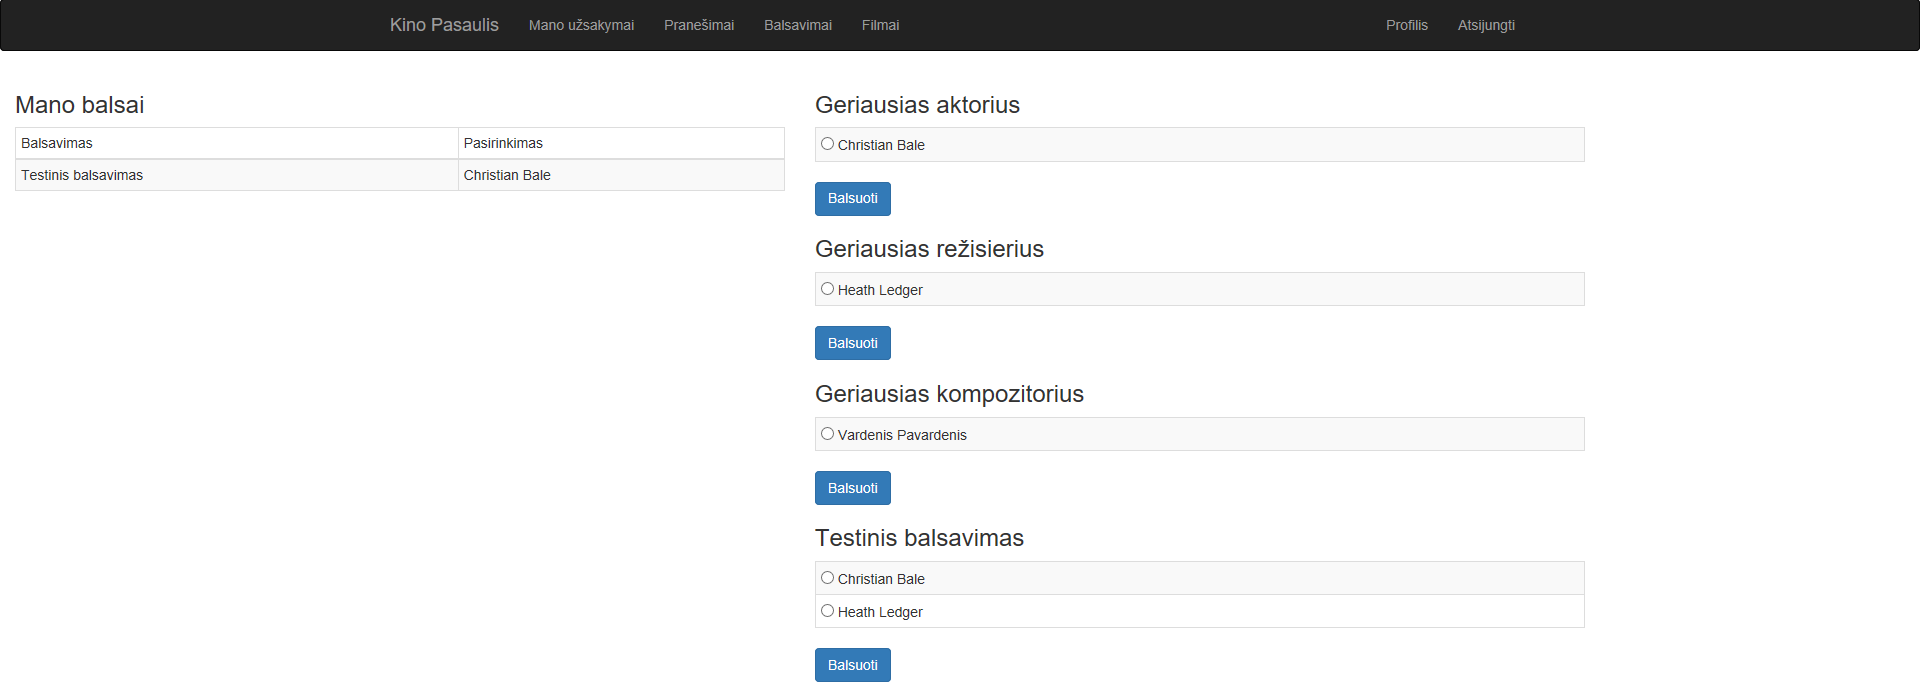 Kino Pasaulis Mano užsakymai Pranešimai Balsavimai Filmai Profilis Atsijungti
Mano balsai
Balsavimas Pasirinkimas
Testinis balsavimas Christian Bale
Geriausias aktorius
Christian Bale
Balsuoti
Geriausias režisierius
Heath Ledger
Balsuoti
Geriausias kompozitorius
Vardenis Pavardenis
Balsuoti
Testinis balsavimas
Christian Bale
Heath Ledger
Balsuoti